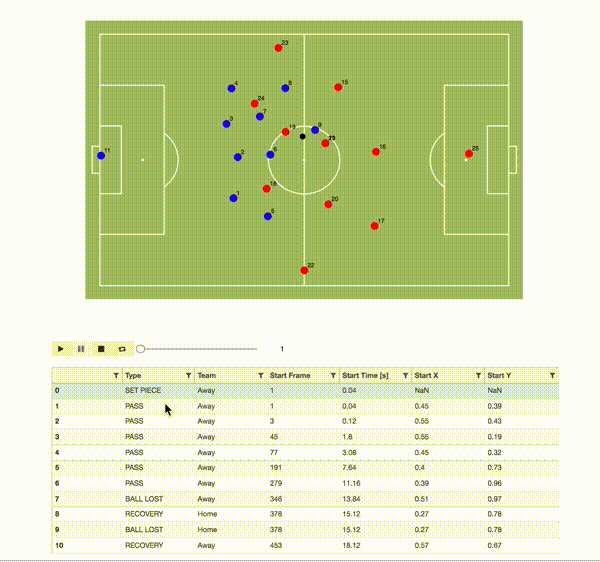 23
4
8
15
24
7
3
19
9
11
2
6
16
25
18
1
20
5
17
22
1
Type Team Start Frame Start Time [s] Start X Start Y
0 SET PIECE Away 1 0.04 NaN NaN
1 PASS Away 1 0.04 0.45 0.39
2 PASS Away 3 0.12 0.55 0.43
3 PASS Away 45 1.8 0.55 0.19
4 PASS Away 77 3.08 0.45 0.32
5 PASS Away 191 7.64 0.4 0.73
6 PASS Away 279 11.16 0.39 0.96
7 BALL LOST Away 346 13.84 0.51 0.97
8 RECOVERY Home 378 15.12 0.27 0.78
9 BALL LOST Home 378 15.12 0.27 0.78
10 RECOVERY Away 453 18.12 0.57 0.67